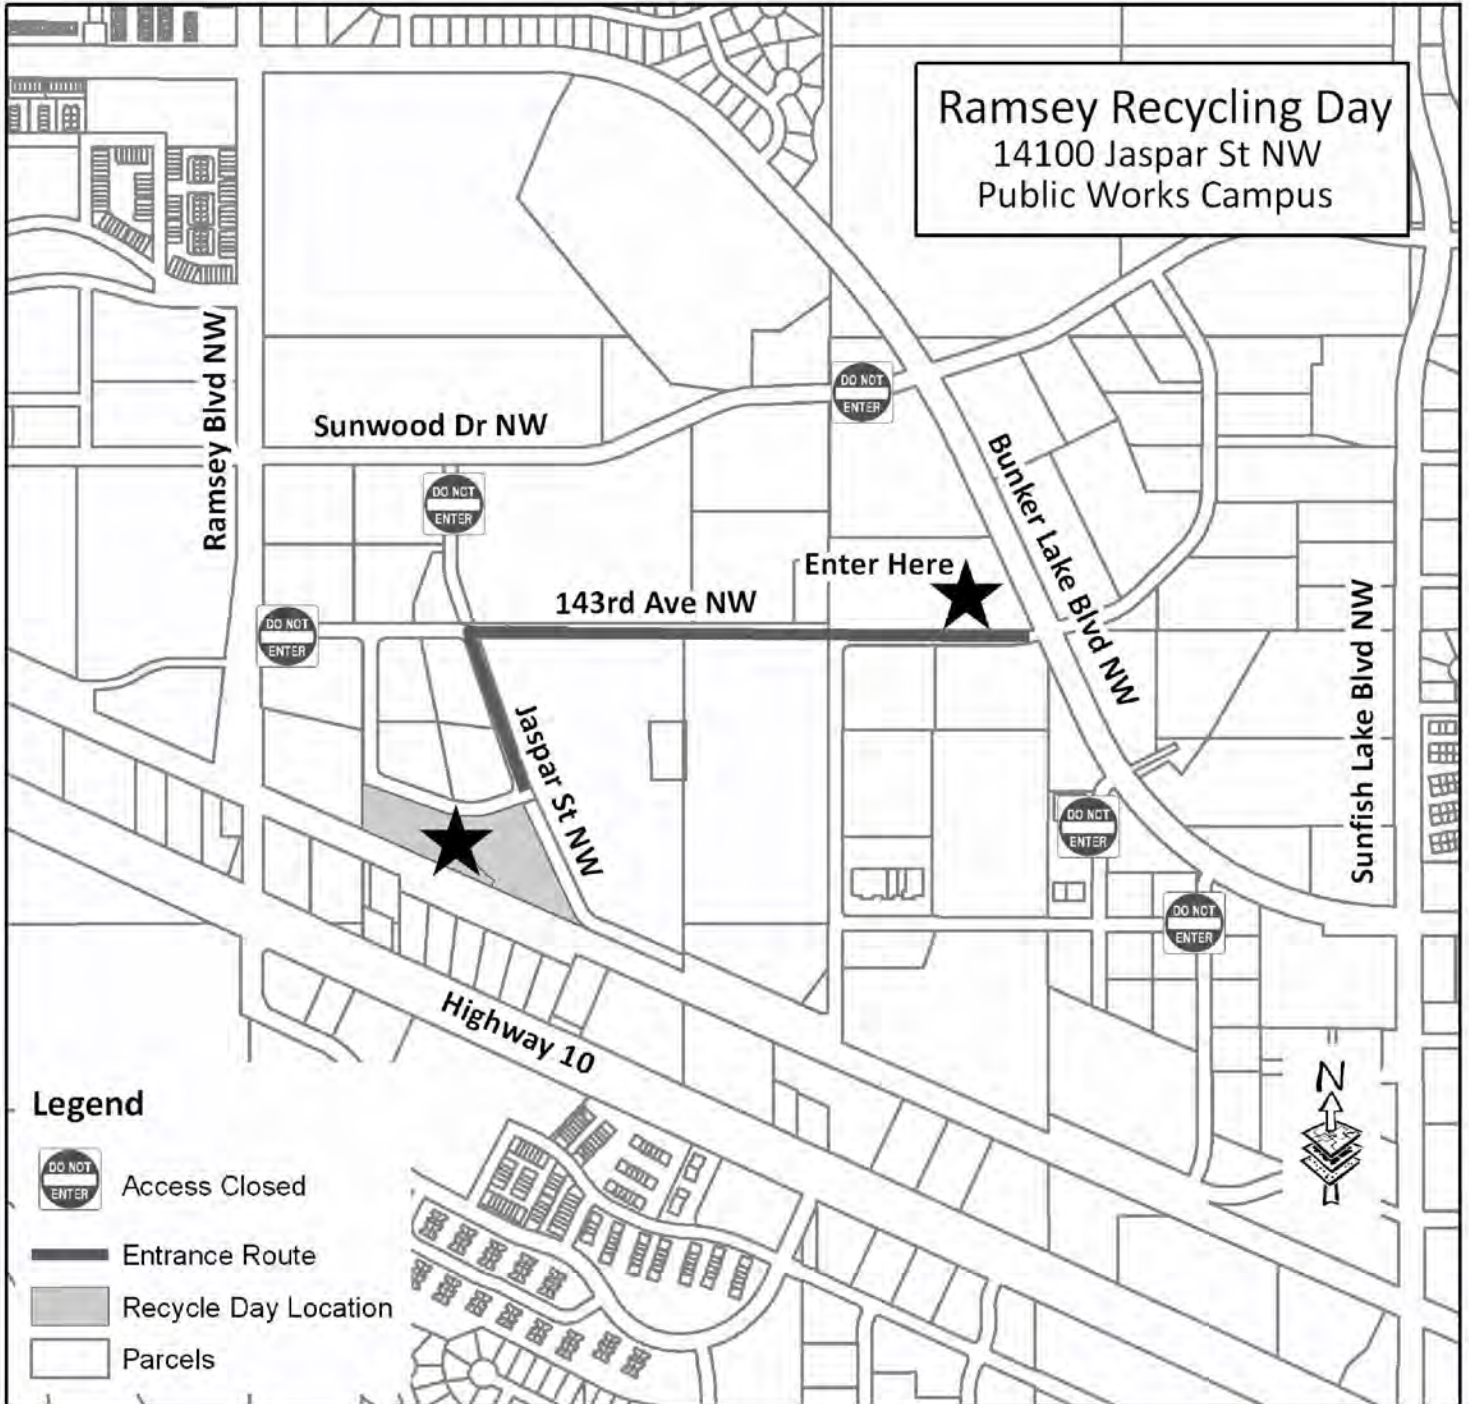 Ramsey Recycling Day
14100 Jaspar St NW
Public Works Campus
Ramsey Blvd NW
Sunwood Dr NW
DO NOT
ENTER
DO NOT
ENTER
Bunker Lake Blvd NW
Enter Here
143rd Ave NW
DO NOT
ENTER
Sunfish Lake Blvd NW
Jaspar St NW
DO NOT
ENTER
DO NOT
ENTER
Highway 10
N
Legend
DO NOT
ENTER
Access Closed
Entrance Route
Recycle Day Location
Parcels